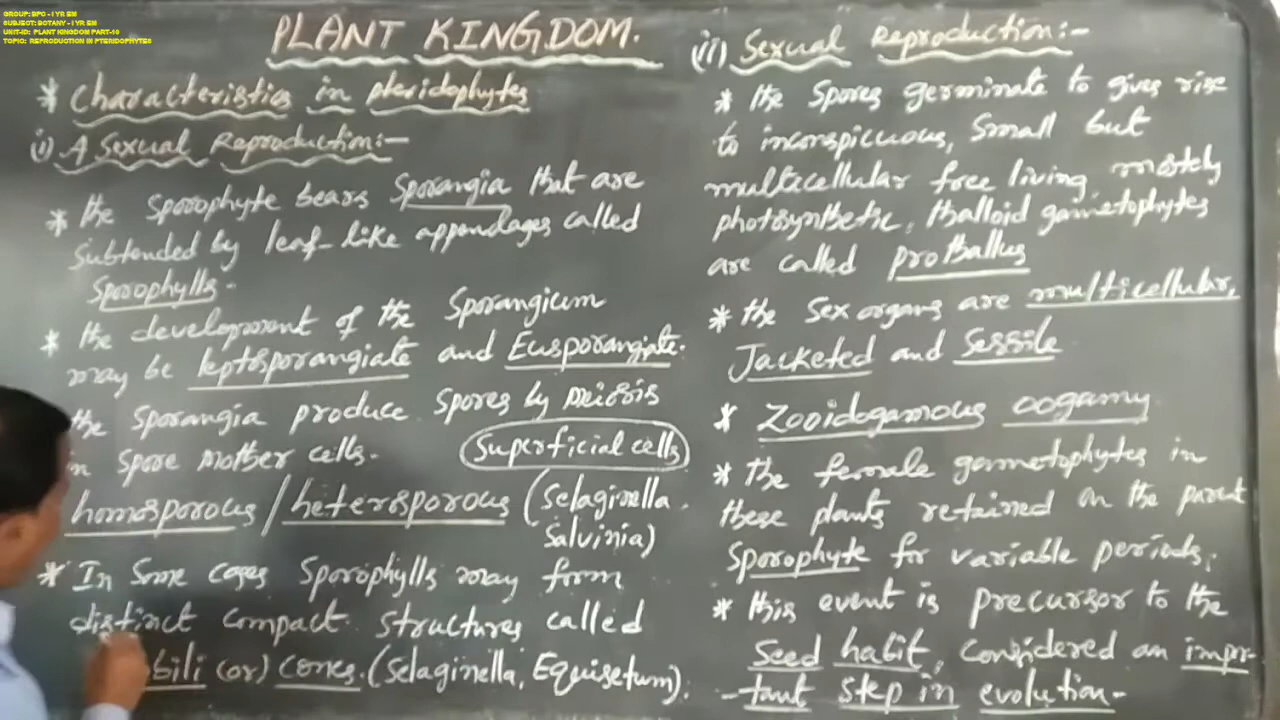 GROUP: BPC - I YR EM
SUBJECT: BOTANY - I YR EM
UNIT-ID: PLANT KINGDOM PART-10
TOPIC: REPRODUCTION IN PTERIDOPHYTES
PLANT KINGDOM.
* Characteristics in pteridophytes
(i) A Sexual Reproduction:-
* the Sporophyte bears Sporangia that are
Subtended by leaf-like appendages called
Sporophylls.
* the development of the Sporangium
may be leptosporangiate and Eusporangiate.
the Sporangia produce Spores by meiosis
in Spore Mother cells.
Superficial cells
homosporous / heterosporous (Selaginella.
Salvinia)
* In Some cases Sporophylls may form
distinct compact Structures called
bili (or) cones. (Selaginella, Equisetum).
(ii) Sexual Reproduction:-
* the Spores germinate to gives rise
to inconspicuous, Small but
multicellular free living, mostly
photosynthetic, thalloid gametophytes
are called prothallus
* the Sex organs are multicellular,
Jacketed and Sessile
* Zooidogamous oogamy
* the female gametophytes in
these plants retained on the parent
Sporophyte for variable periods.
* this event is precursor to the
Seed habit, Considered an impor-
-tant step in evolution-